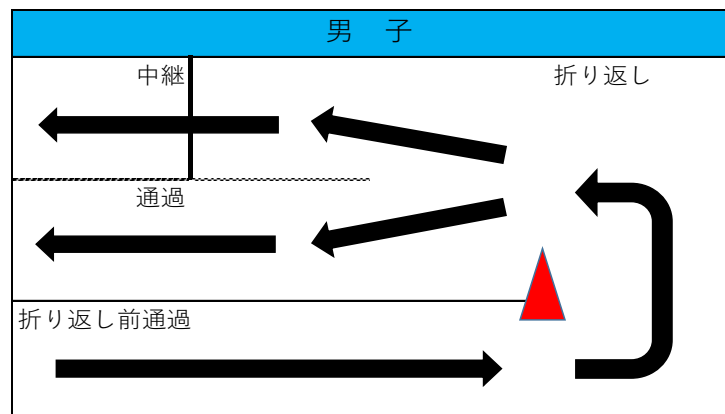 男 子
中継
折り返し
通過
折り返し前通過